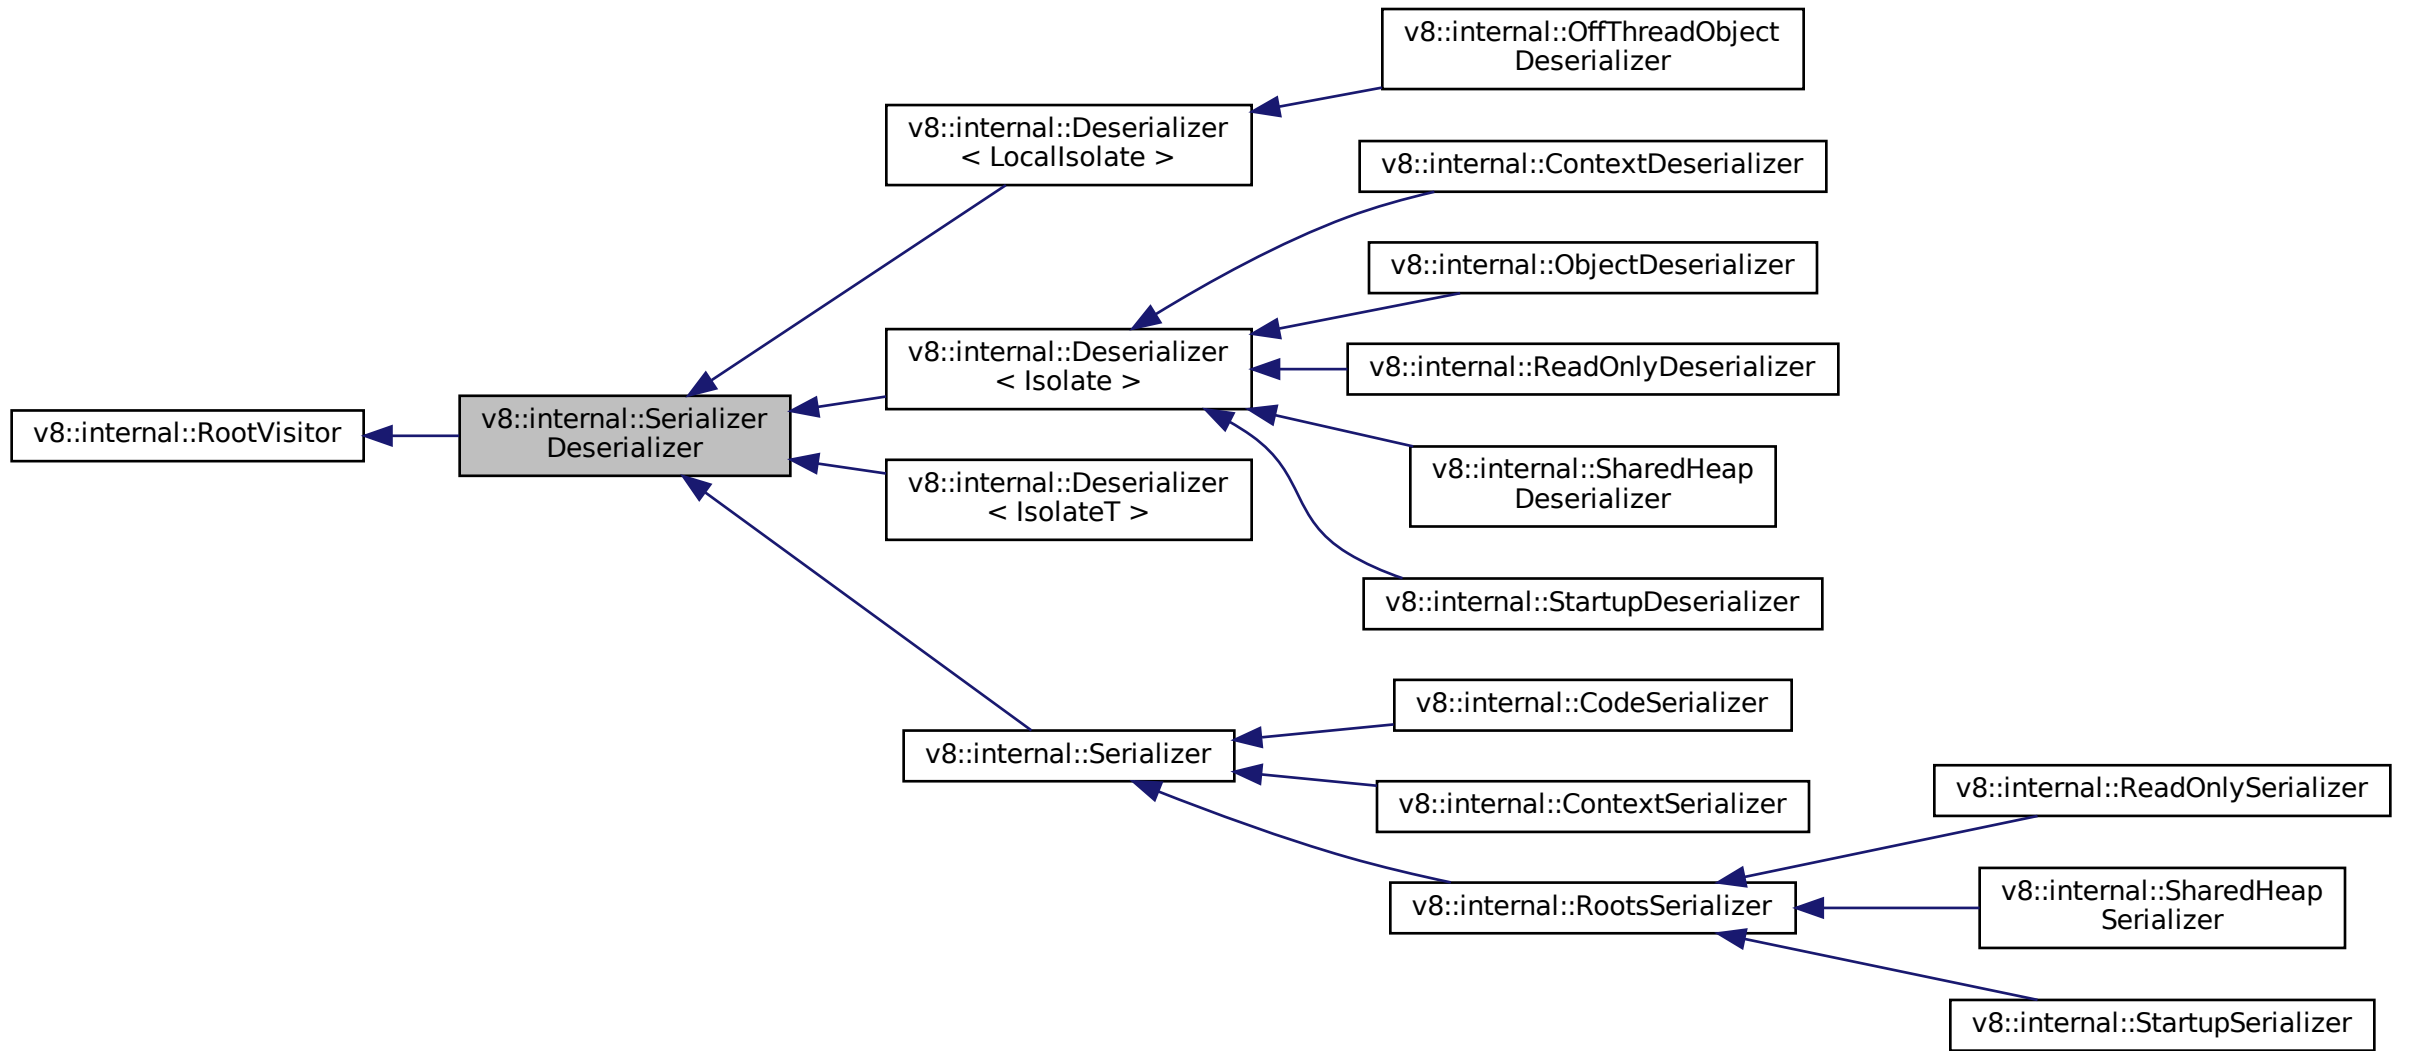 v8::internal::RootVisitor
v8::internal::Serializer
Deserializer
v8::internal::Deserializer
< LocalIsolate >
v8::internal::Deserializer
< Isolate >
v8::internal::Deserializer
< IsolateT >
v8::internal::Serializer
v8::internal::OffThreadObject
Deserializer
v8::internal::ContextDeserializer
v8::internal::ObjectDeserializer
v8::internal::ReadOnlyDeserializer
v8::internal::SharedHeap
Deserializer
v8::internal::StartupDeserializer
v8::internal::CodeSerializer
v8::internal::ContextSerializer
v8::internal::RootsSerializer
v8::internal::ReadOnlySerializer
v8::internal::SharedHeap
Serializer
v8::internal::StartupSerializer